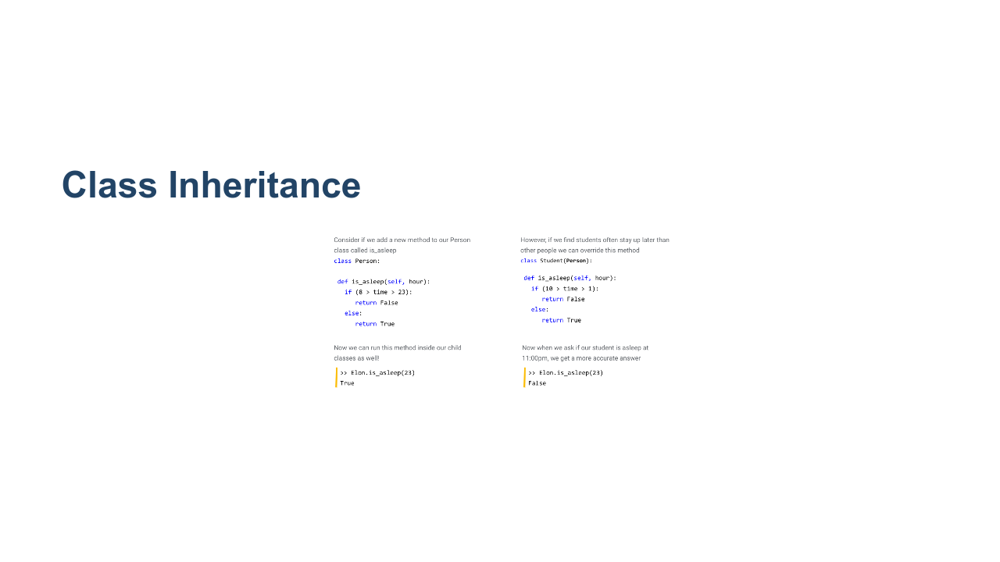 Class Inheritance
Consider if we add a new method to our Person
class called is_asleep
class Person:
def is_asleep(self, hour):
if (8 > time > 23):
return False
else:
return True
Now we can run this method inside our child
classes as well!
>> Elon.is_asleep(23)
True
However, if we find students often stay up later than
other people we can override this method
class Student(Person):
def is_asleep(self, hour):
if (10 > time > 1):
return False
else:
return True
Now when we ask if our student is asleep at
11:00pm, we get a more accurate answer
>> Elon.is_asleep(23)
False